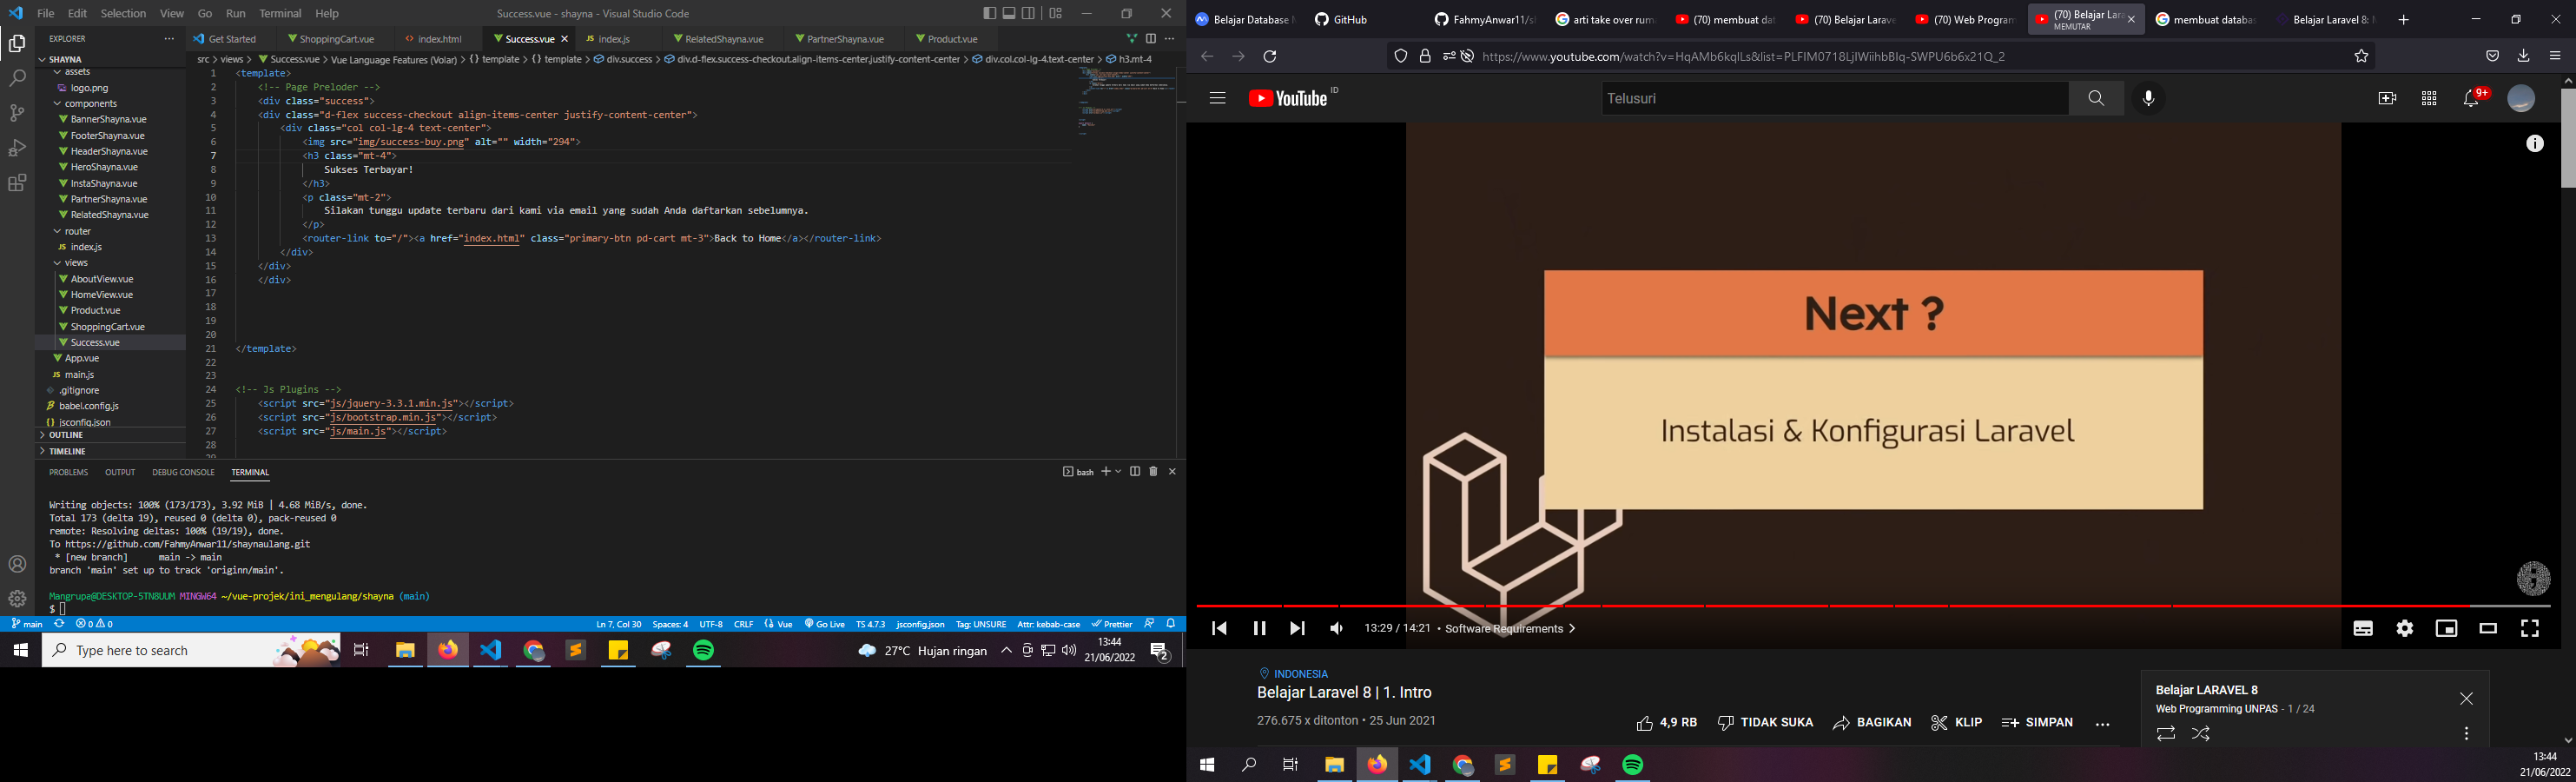 File Edit Selection View Go Run Terminal Help
Success.vue - shayna - Visual Studio Code
EXPLORER
Get Started
ShoppingCart.vue
index.html
Success.vue
index.js
RelatedShayna.vue
PartnerShayna.vue
Product.vue
SHAYNA
assets
logo.png
components
BannerShayna.vue
FooterShayna.vue
HeaderShayna.vue
HeroShayna.vue
InstaShayna.vue
PartnerShayna.vue
RelatedShayna.vue
router
index.js
views
AboutView.vue
HomeView.vue
Product.vue
ShoppingCart.vue
Success.vue
App.vue
main.js
.gitignore
babel.config.js
jsconfig.json
OUTLINE
TIMELINE
src > views > Success.vue > Vue Language Features (Volar) > template > template > div.success > div.d-flex.success-checkout.align-items-center.justify-content-center > div.col.col-lg-4.text-center > h3.mt-4
1 <template>
2 <!-- Page Preloder -->
3 <div class="success">
4 <div class="d-flex success-checkout align-items-center justify-content-center">
5 <div class="col col-lg-4 text-center">
6 <img src="img/success-buy.png" alt="" width="294">
7 <h3 class="mt-4">
8 Sukses Terbayar!
9 </h3>
10 <p class="mt-2">
11 Silakan tunggu update terbaru dari kami via email yang sudah Anda daftarkan sebelumnya.
12 </p>
13 <router-link to="/"><a href="index.html" class="primary-btn pd-cart mt-3">Back to Home</a></router-link>
14 </div>
15 </div>
16 </div>
17
18
19
20
21 </template>
22
23
24 <!-- Js Plugins -->
25 <script src="js/jquery-3.3.1.min.js"></script>
26 <script src="js/bootstrap.min.js"></script>
27 <script src="js/main.js"></script>
28
29
PROBLEMS OUTPUT DEBUG CONSOLE TERMINAL
bash
Writing objects: 100% (173/173), 3.92 MiB | 4.68 MiB/s, done.
Total 173 (delta 19), reused 0 (delta 0), pack-reused 0
remote: Resolving deltas: 100% (19/19), done.
To https://github.com/FahmyAnwar11/shaynaulang.git
* [new branch] main -> main
branch 'main' set up to track 'originn/main'.
Mangrupa@DESKTOP-5TN8UUM MINGW64 ~/vue-projek/ini_mengulang/shayna (main)
$
main
0 0
Ln 7, Col 30
Spaces: 4
UTF-8
CRLF
Vue
Go Live
TS 4.7.3
jsconfig.json
Tag: UNSURE
Attr: kebab-case
Prettier
Type here to search
27°C Hujan ringan
13:44
21/06/2022
2
Belajar Database M
GitHub
FahmyAnwar11/sh
arti take over rum
(70) membuat dat
(70) Belajar Larave
(70) Web Program
(70) Belajar Lara
MEMUTAR
membuat databas
Belajar Laravel 8:
https://www.youtube.com/watch?v=HqAMb6kqlLs&list=PLFIM0718LjIWiihbBIq-SWPU6b6x21Q_2
YouTube ID
Telusuri
9+
Next ?
Instalasi & Konfigurasi Laravel
13:29 / 14:21 • Software Requirements
INDONESIA
Belajar Laravel 8 | 1. Intro
276.675 x ditonton • 25 Jun 2021
4,9 RB
TIDAK SUKA
BAGIKAN
KLIP
SIMPAN
Belajar LARAVEL 8
Web Programming UNPAS - 1 / 24
13:44
21/06/2022